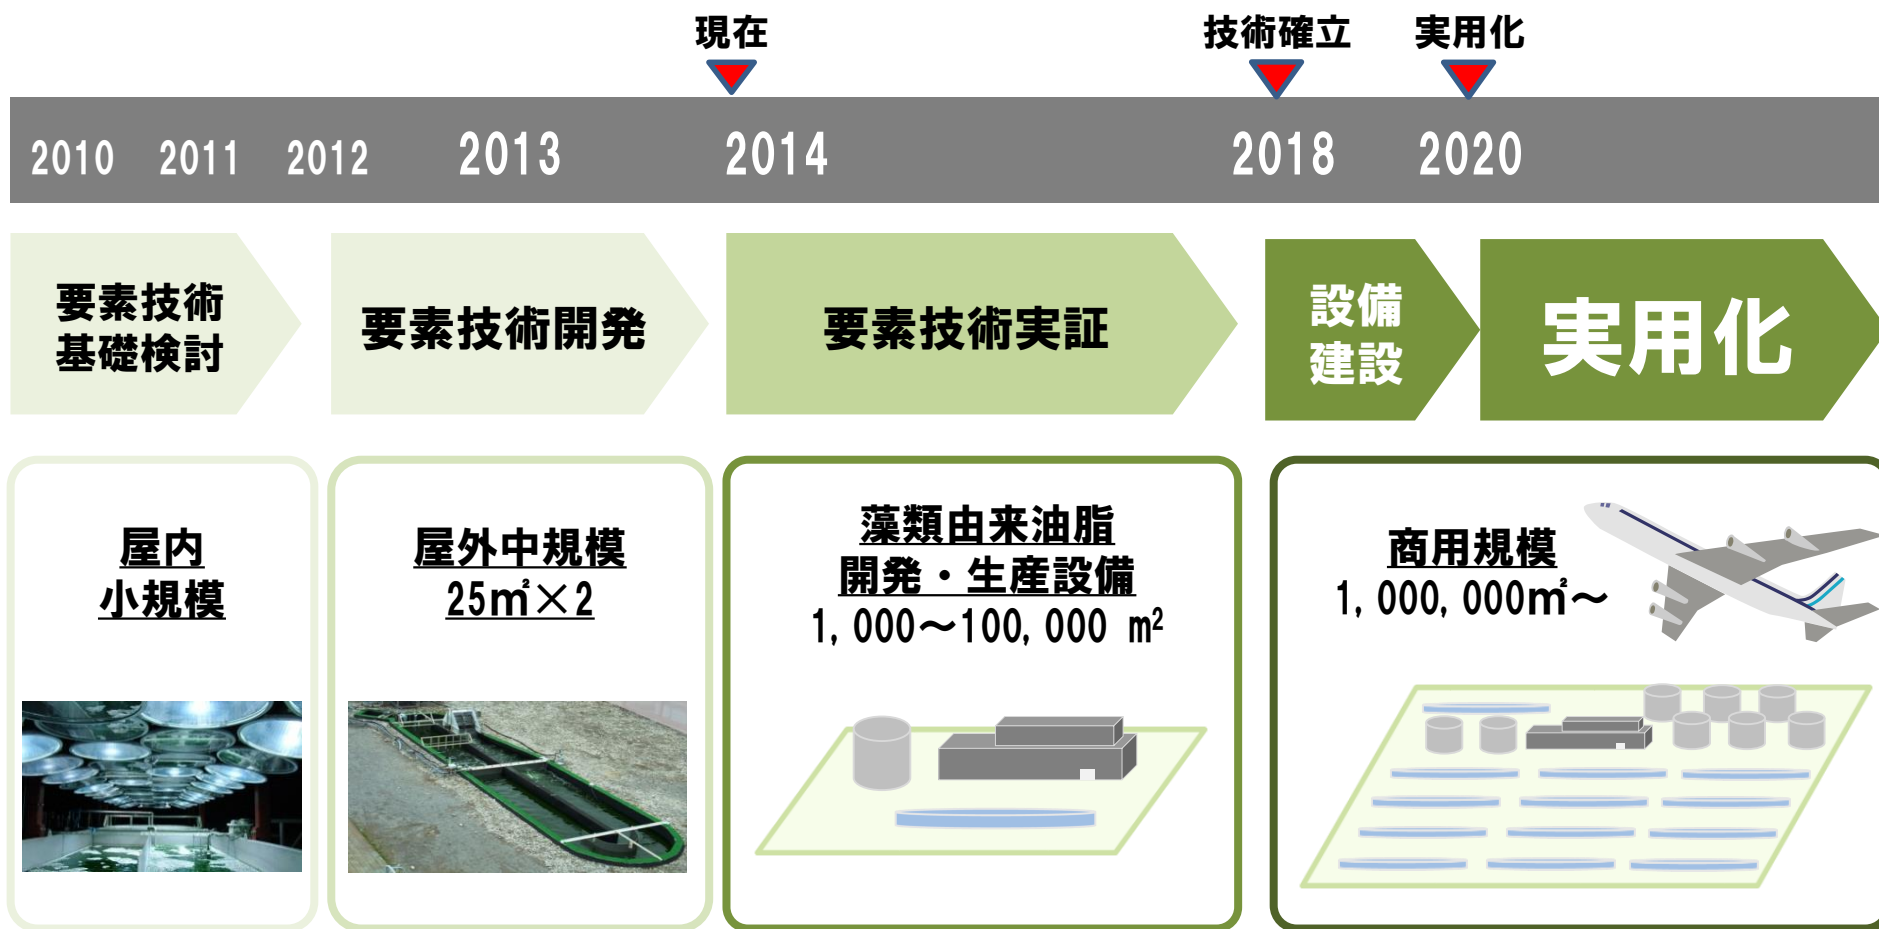 現在
技術確立
実用化
2010
2011
2012
2013
2014
2018
2020
要素技術
基礎検討
要素技術開発
要素技術実証
設備
建設
実用化
屋内
小規模
屋外中規模
25㎡×2
藻類由来油脂
開発・生産設備
1,000～100,000 m²
商用規模
1,000,000㎡～